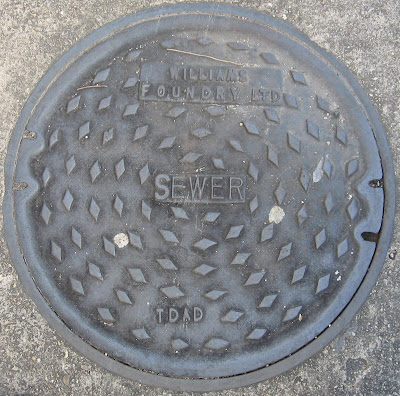 WILLIAMS
FOUNDRY LTD
SEWER
TDAD